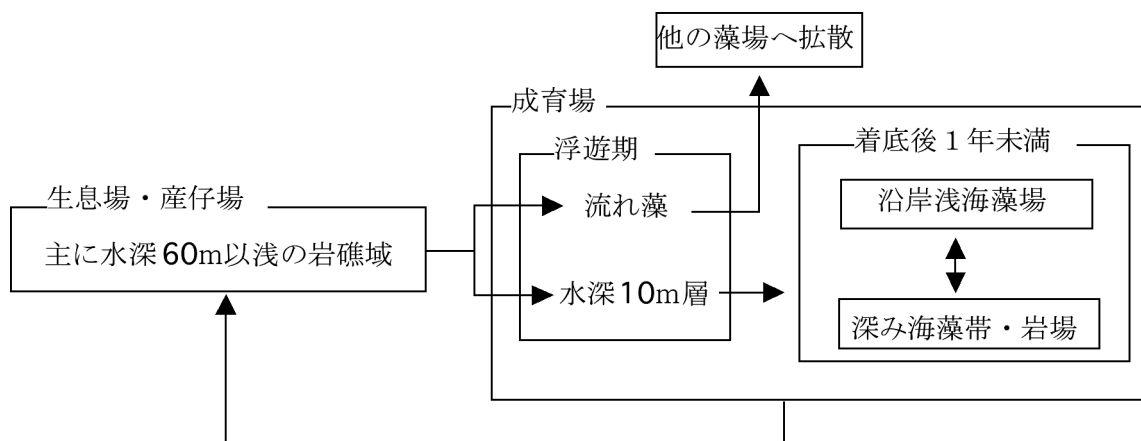 他の藻場へ拡散
成育場
浮遊期
着底後1年未満
生息場・産仔場
流れ藻
沿岸浅海藻場
主に水深60m以浅の岩礁域
水深10m層
深み海藻帯・岩場